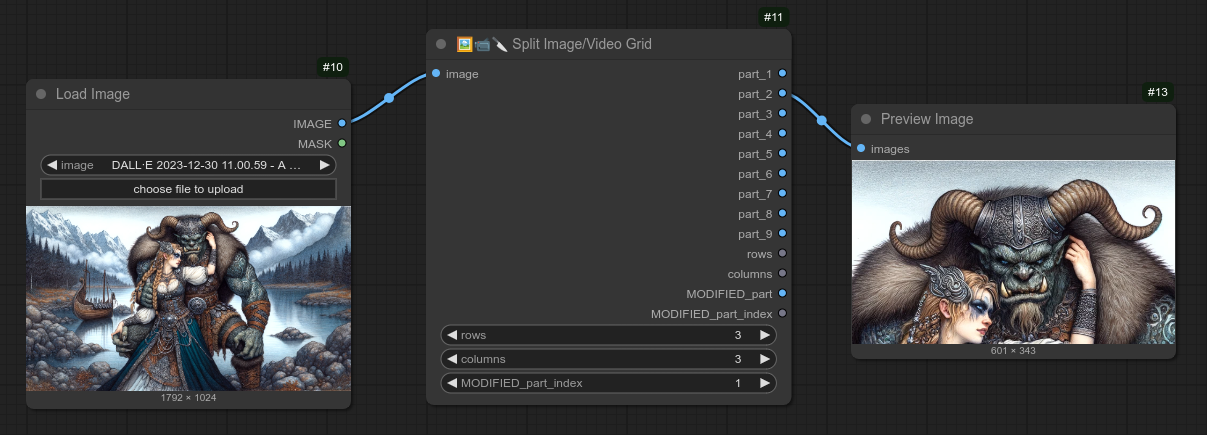 #10
Load Image
IMAGE
MASK
image DALL·E 2023-12-30 11.00.59 - A ...
choose file to upload
1792 × 1024
#11
Split Image/Video Grid
image
part_1
part_2
part_3
part_4
part_5
part_6
part_7
part_8
part_9
rows
columns
MODIFIED_part
MODIFIED_part_index
rows 3
columns 3
MODIFIED_part_index 1
#13
Preview Image
images
601 × 343